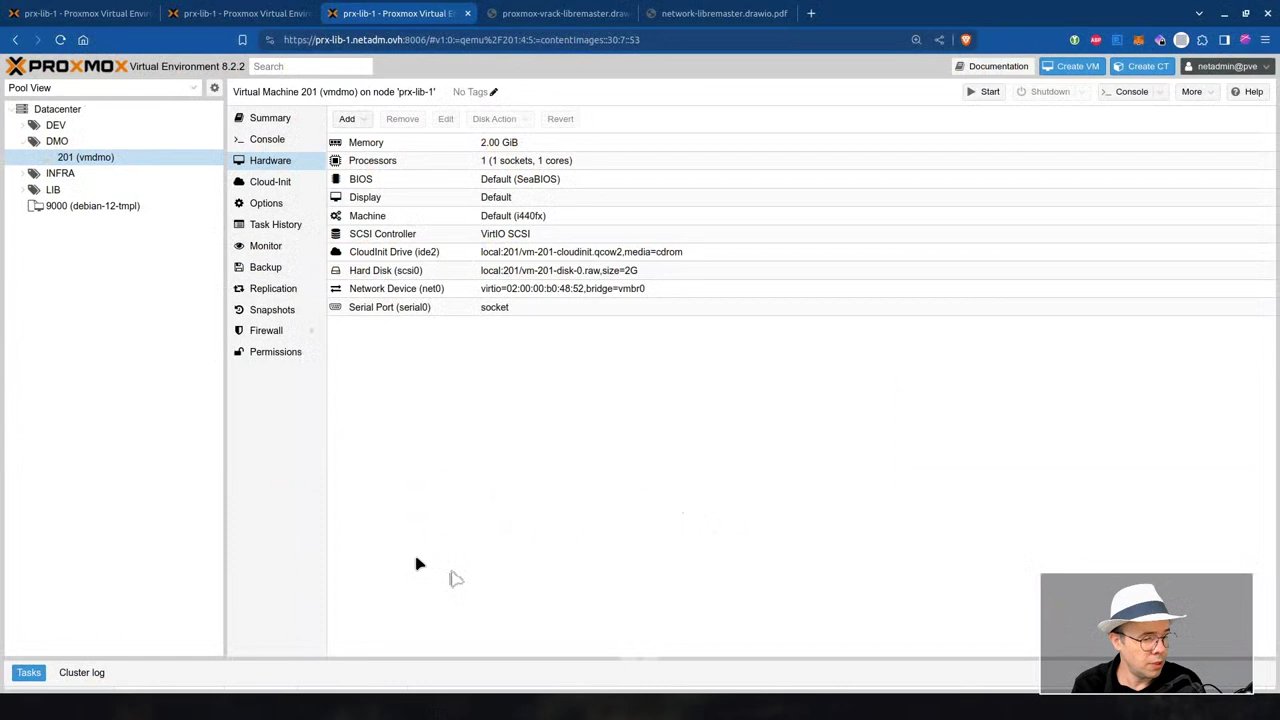 prx-lib-1 - Proxmox Virtual Envir
prx-lib-1 - Proxmox Virtual Envir
prx-lib-1 - Proxmox Virtual E
proxmox-vrack-libremaster.draw
network-libremaster.drawio.pdf
https://prx-lib-1.netadm.ovh:8006/#v1:0:=qemu%2F201:4:5:=contentImages::30:7::53
PROXMOX Virtual Environment 8.2.2
Search
Documentation
Create VM
Create CT
netadmin@pve
Pool View
Virtual Machine 201 (vmdmo) on node 'prx-lib-1'
No Tags
Start
Shutdown
Console
More
Help
Datacenter
DEV
DMO
201 (vmdmo)
INFRA
LIB
9000 (debian-12-tmpl)
Summary
Console
Hardware
Cloud-Init
Options
Task History
Monitor
Backup
Replication
Snapshots
Firewall
Permissions
Add
Remove
Edit
Disk Action
Revert
Memory 2.00 GiB
Processors 1 (1 sockets, 1 cores)
BIOS Default (SeaBIOS)
Display Default
Machine Default (i440fx)
SCSI Controller VirtIO SCSI
CloudInit Drive (ide2) local:201/vm-201-cloudinit.qcow2,media=cdrom
Hard Disk (scsi0) local:201/vm-201-disk-0.raw,size=2G
Network Device (net0) virtio=02:00:00:b0:48:52,bridge=vmbr0
Serial Port (serial0) socket
Tasks
Cluster log